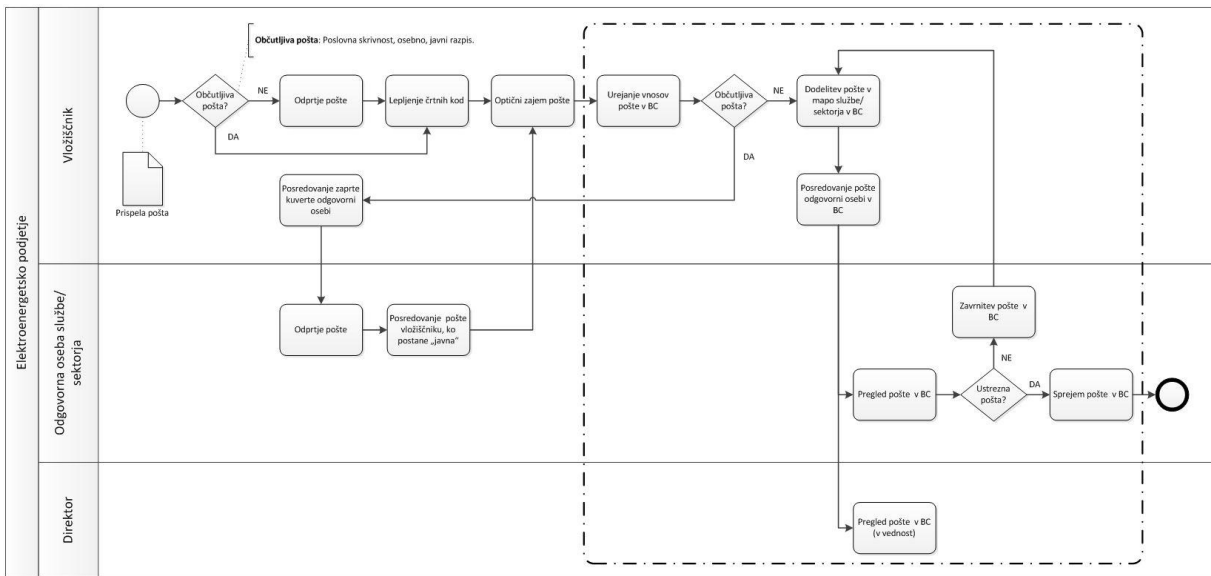 Elektroenergetsko podjetje
Vložiščnik
Občutljiva pošta: Poslovna skrivnost, osebno, javni razpis.
Prispela pošta
Občutljiva
pošta?
NE
DA
Odprtje pošte
Lepljenje črtnih kod
Optični zajem pošte
Urejanje vnosov
pošte v BC
Občutljiva
pošta?
NE
DA
Dodelitev pošte v
mapo službe/
sektorja v BC
Posredovanje zaprte
kuverte odgovorni
osebi
Posredovanje pošte
odgovorni osebi v
BC
Odgovorna oseba službe/
sektorja
Odprtje pošte
Posredovanje pošte
vložiščniku, ko
postane „javna“
Zavrnitev pošte v
BC
NE
Pregled pošte v BC
Ustrezna
pošta?
DA
Sprejem pošte v BC
Direktor
Pregled pošte v BC
(v vednost)